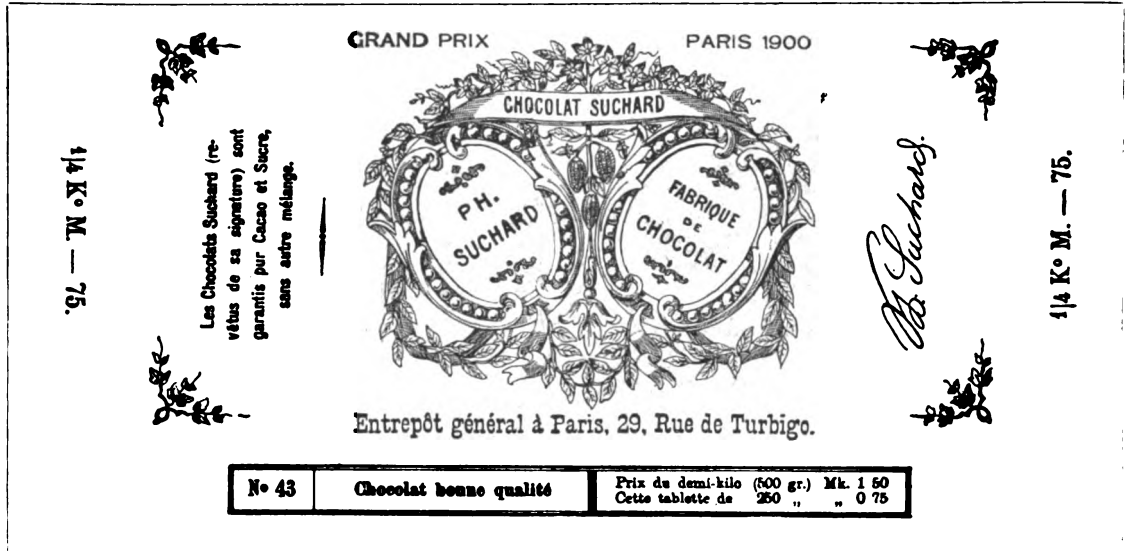 GRAND PRIX PARIS 1900
CHOCOLAT SUCHARD
PH.
SUCHARD
FABRIQUE
DE
CHOCOLAT
Entrepôt général à Paris, 29, Rue de Turbigo.
1|4 Ko M. — 75.
Les Chocolats Suchard (re-
vêtus de sa signature) sont
garantis pur Cacao et Sucre,
sans autre mélange.
Ph. Suchard.
1|4 Ko M. — 75.
No 43
Chocolat bonne qualité
Prix du demi-kilo (500 gr.) Mk. 1 50
Cette tablette de 250 „ „ 0 75